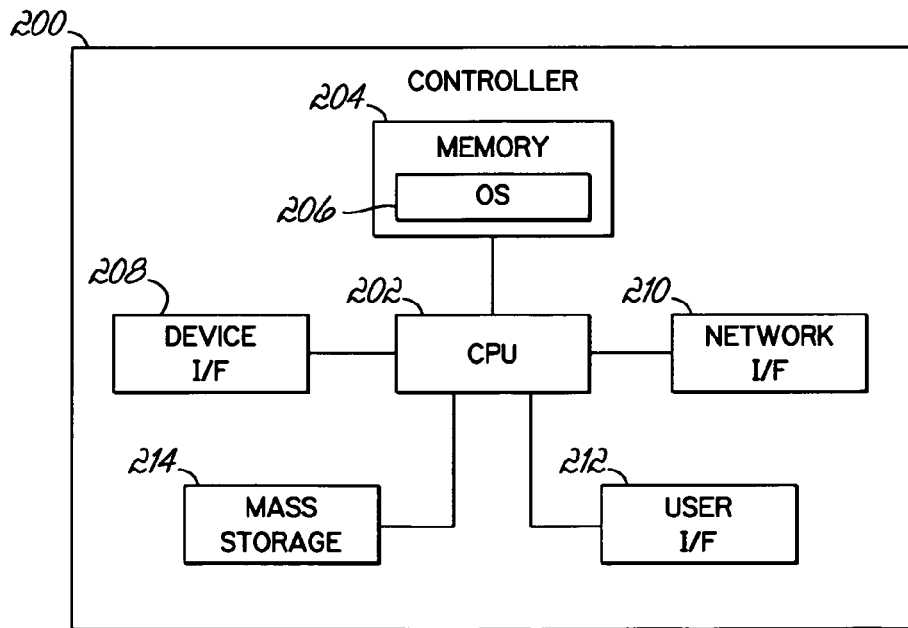 200
CONTROLLER
204
MEMORY
OS
206
208
202
210
DEVICE
I/F
CPU
NETWORK
I/F
214
212
MASS
STORAGE
USER
I/F